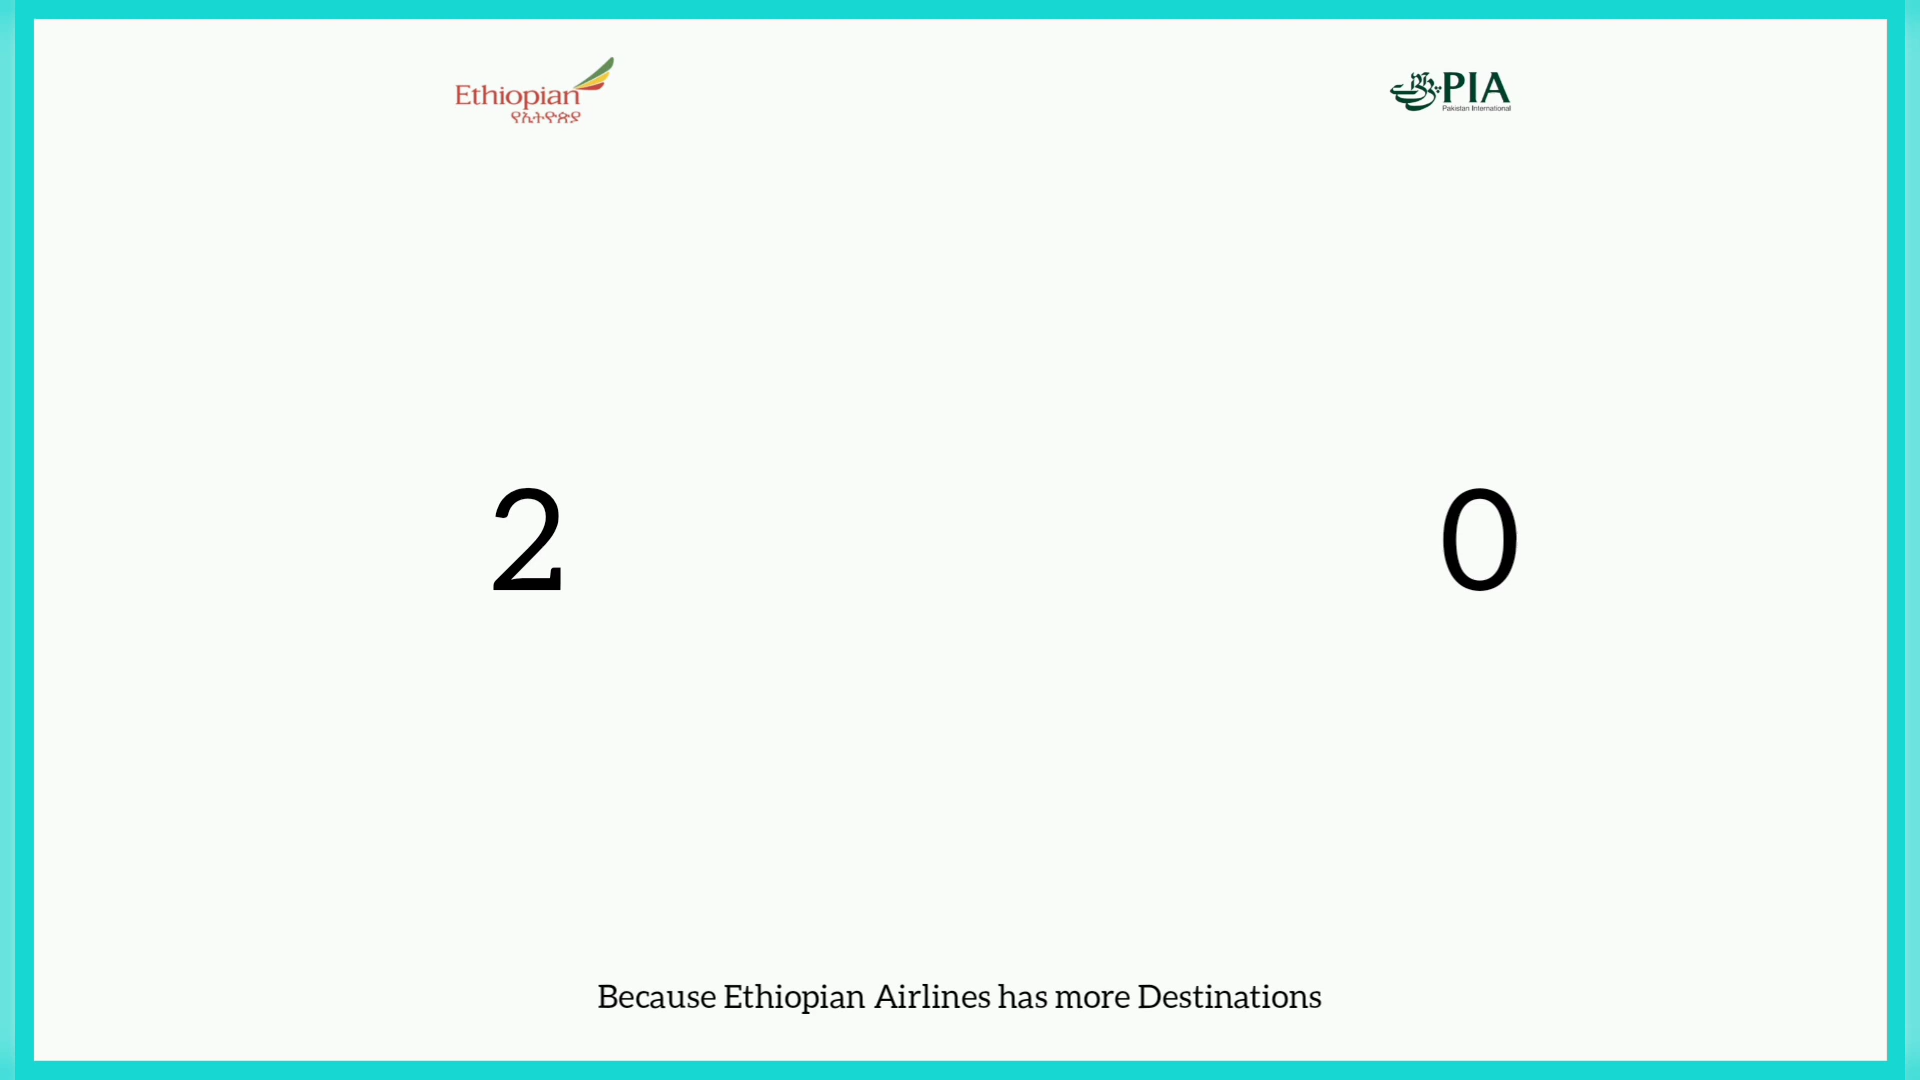 Ethiopian
የኢትዮጵያ
PIA
Pakistan International
2
0
Because Ethiopian Airlines has more Destinations